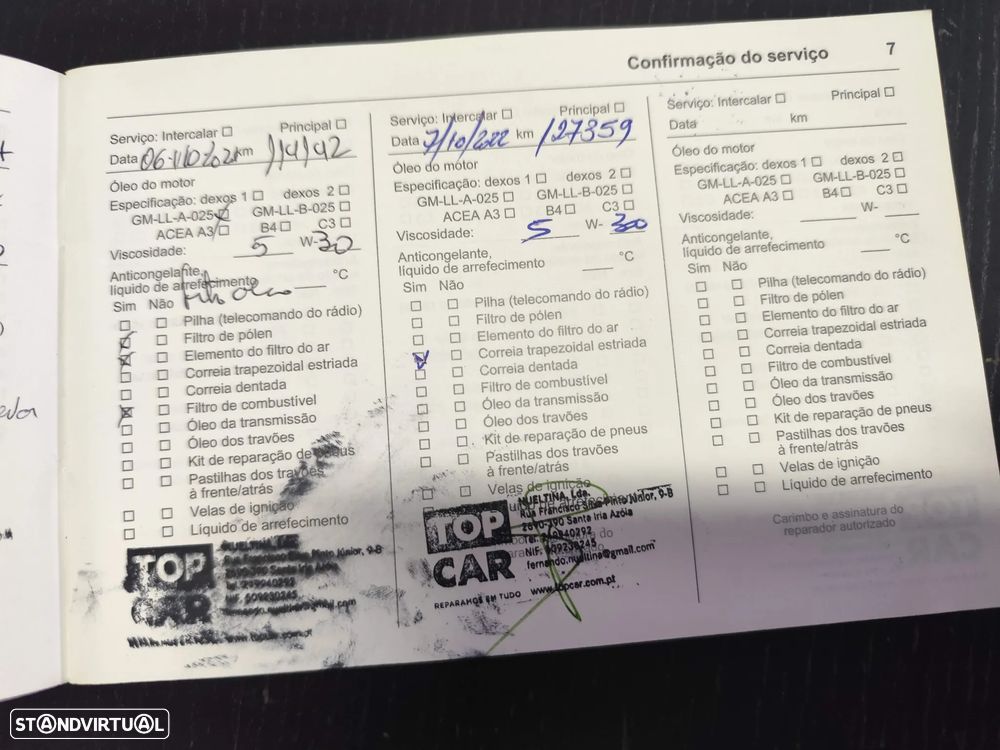 Confirmação do serviço 7
Serviço: Intercalar Principal
Data km
Óleo do motor
Especificação: dexos 1 dexos 2
GM-LL-A-025 GM-LL-B-025
ACEA A3 B4 C3
Viscosidade: 5 W-30
Anticongelante,
líquido de arrefecimento °C
Sim Não
Pilha (telecomando do rádio)
Filtro de pólen
Elemento do filtro do ar
Correia trapezoidal estriada
Correia dentada
Filtro de combustível
Óleo da transmissão
Óleo dos travões
Kit de reparação de pneus
Pastilhas dos travões
à frente/atrás
Velas de ignição
Líquido de arrefecimento
TOP
CAR
Serviço: Intercalar Principal
Data 7/10/2022 km 127359
Óleo do motor
Especificação: dexos 1 dexos 2
GM-LL-A-025 GM-LL-B-025
ACEA A3 B4 C3
Viscosidade: 5 W-30
Anticongelante,
líquido de arrefecimento °C
Sim Não
Pilha (telecomando do rádio)
Filtro de pólen
Elemento do filtro do ar
Correia trapezoidal estriada
Correia dentada
Filtro de combustível
Óleo da transmissão
Óleo dos travões
Kit de reparação de pneus
Pastilhas dos travões
à frente/atrás
Velas de ignição
NUELTINA, Lda.
Rua Francisco Silva Pinto Júnior, 9-B
2690-390 Santa Iria Azóia
TOP
CAR
fernando.nueltina@gmail.com
REPARAMOS EM TUDO www.topcar.com.pt
Serviço: Intercalar Principal
Data km
Óleo do motor
Especificação: dexos 1 dexos 2
GM-LL-A-025 GM-LL-B-025
ACEA A3 B4 C3
Viscosidade: W-
Anticongelante,
líquido de arrefecimento °C
Sim Não
Pilha (telecomando do rádio)
Filtro de pólen
Elemento do filtro do ar
Correia trapezoidal estriada
Correia dentada
Filtro de combustível
Óleo da transmissão
Óleo dos travões
Kit de reparação de pneus
Pastilhas dos travões
à frente/atrás
Velas de ignição
Líquido de arrefecimento
Carimbo e assinatura do
reparador autorizado
STANDVIRTUAL